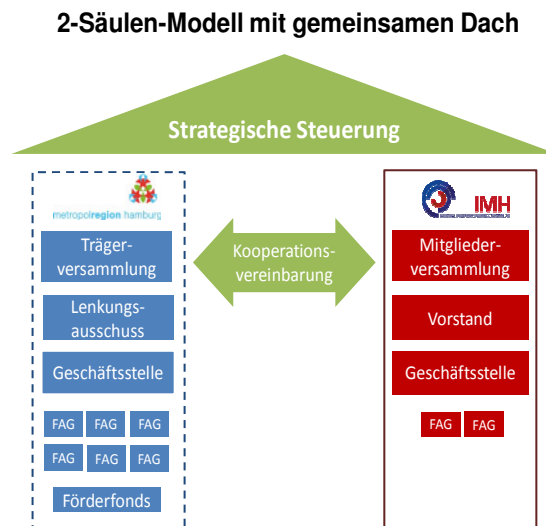 2-Säulen-Modell mit gemeinsamen Dach
Strategische Steuerung
metropolregion hamburg
Träger-
versammlung
Lenkungs-
ausschuss
Geschäftsstelle
FAG FAG FAG
FAG FAG FAG
Förderfonds
Kooperations-
vereinbarung
IMH
Mitglieder-
versammlung
Vorstand
Geschäftsstelle
FAG FAG